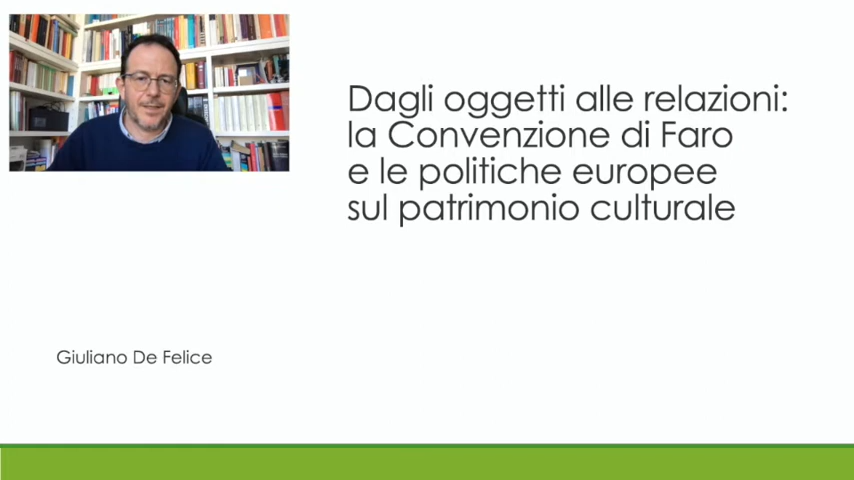 Dagli oggetti alle relazioni:
la Convenzione di Faro
e le politiche europee
sul patrimonio culturale
Giuliano De Felice